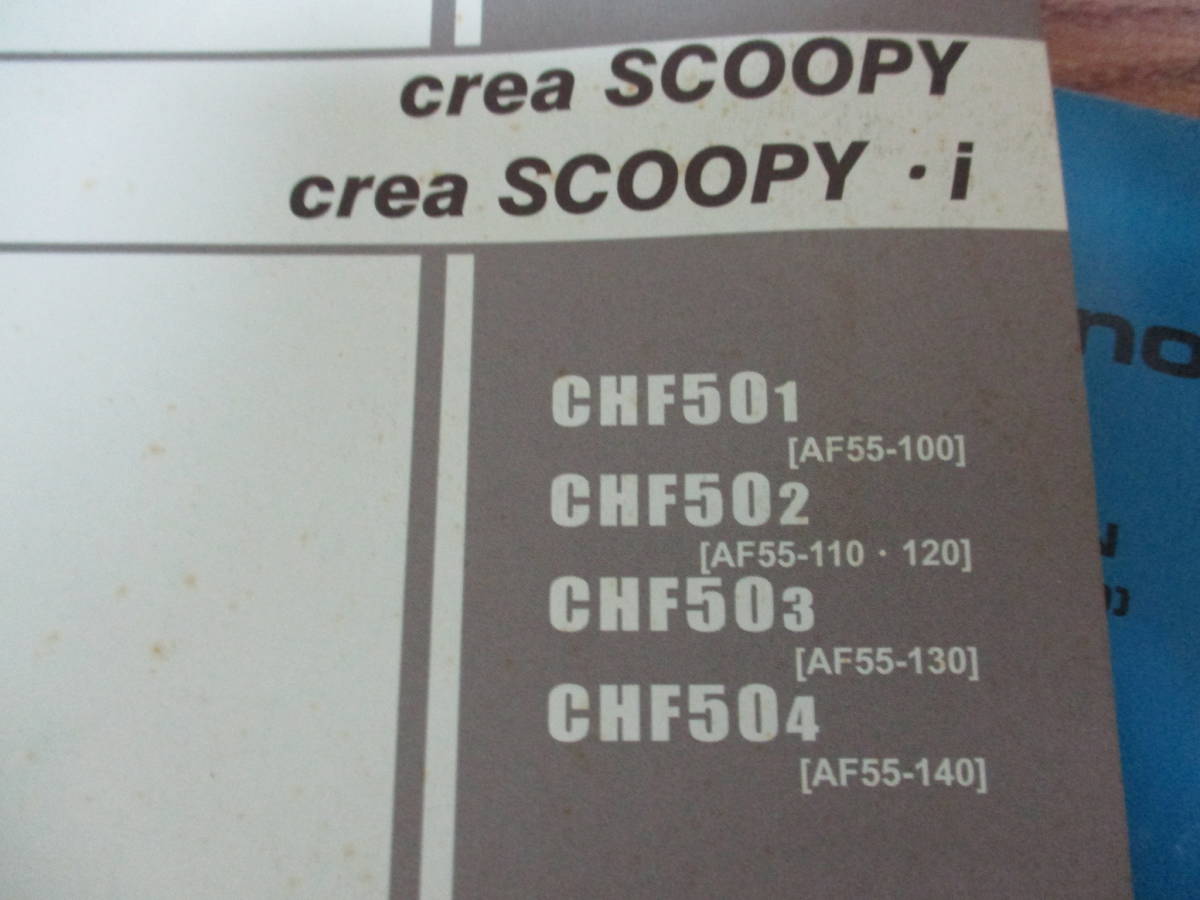 crea SCOOPY
crea SCOOPY · i
CHF501
[AF55-100]
CHF502
[AF55-110 · 120]
CHF503
[AF55-130]
CHF504
[AF55-140]